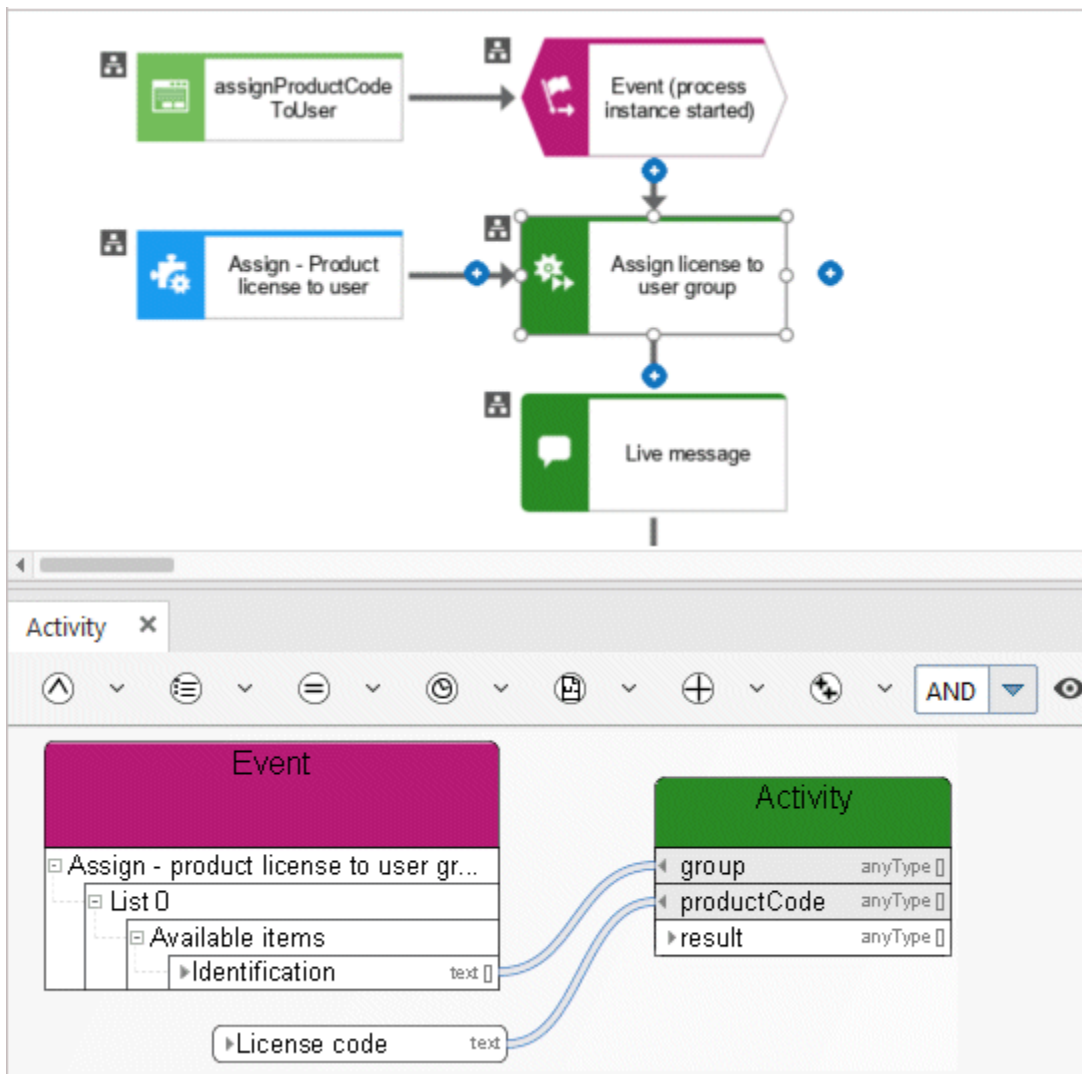 assignProductCode
ToUser
Event (process
instance started)
Assign - Product
license to user
Assign license to
user group
Live message
Activity
AND
Event
Activity
Assign - product license to user gr...
group anyType []
List 0
productCode anyType []
Available items
result anyType []
Identification text []
License code text